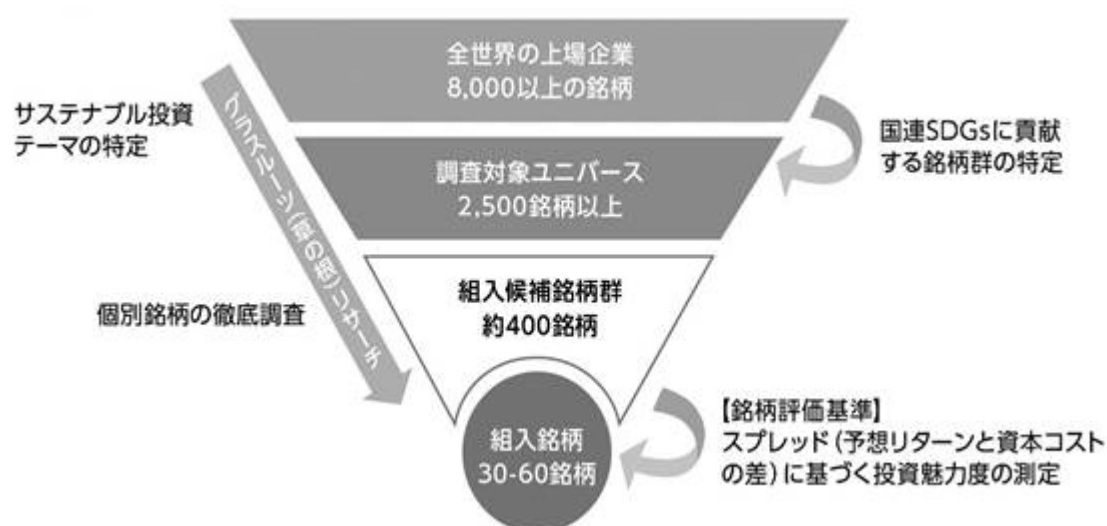 全世界の上場企業
8,000以上の銘柄
サステナブル投資
テーマの特定
グラスルーツ(草の根)リサーチ
国連SDGsに貢献
する銘柄群の特定
調査対象ユニバース
2,500銘柄以上
個別銘柄の徹底調査
組入候補銘柄群
約400銘柄
【銘柄評価基準】
スプレッド(予想リターンと資本コスト
の差)に基づく投資魅力度の測定
組入銘柄
30-60銘柄